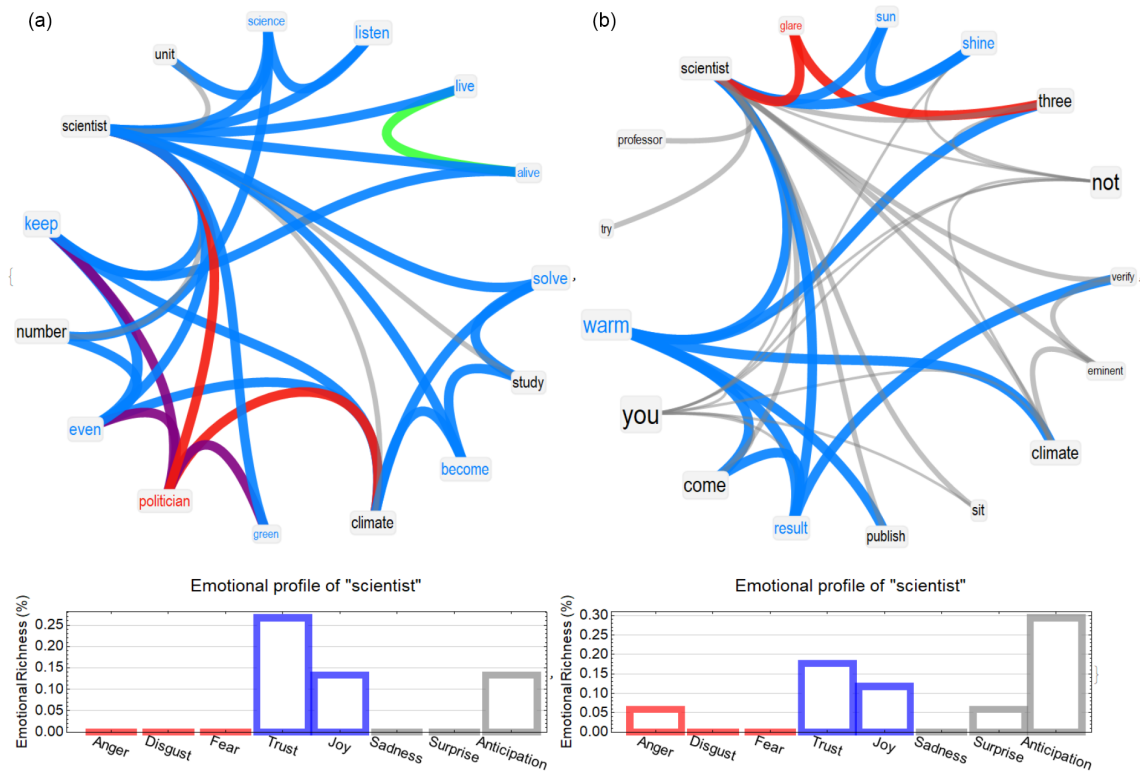 (a)
science
listen
unit
live
scientist
alive
keep
solve
{
,
number
study
even
become
politician
climate
green
Emotional profile of "scientist"
Emotional Richness (%)
0.25
0.20
0.15
0.10
0.05
0.00
Anger
Disgust
Fear
Trust
Joy
Sadness
Surprise
Anticipation
,
(b)
sun
glare
shine
scientist
three
professor
not
try
verify
warm
eminent
you
climate
come
sit
result
publish
Emotional profile of "scientist"
Emotional Richness (%)
0.30
0.25
0.20
0.15
0.10
0.05
0.00
Anger
Disgust
Fear
Trust
Joy
Sadness
Surprise
Anticipation
}